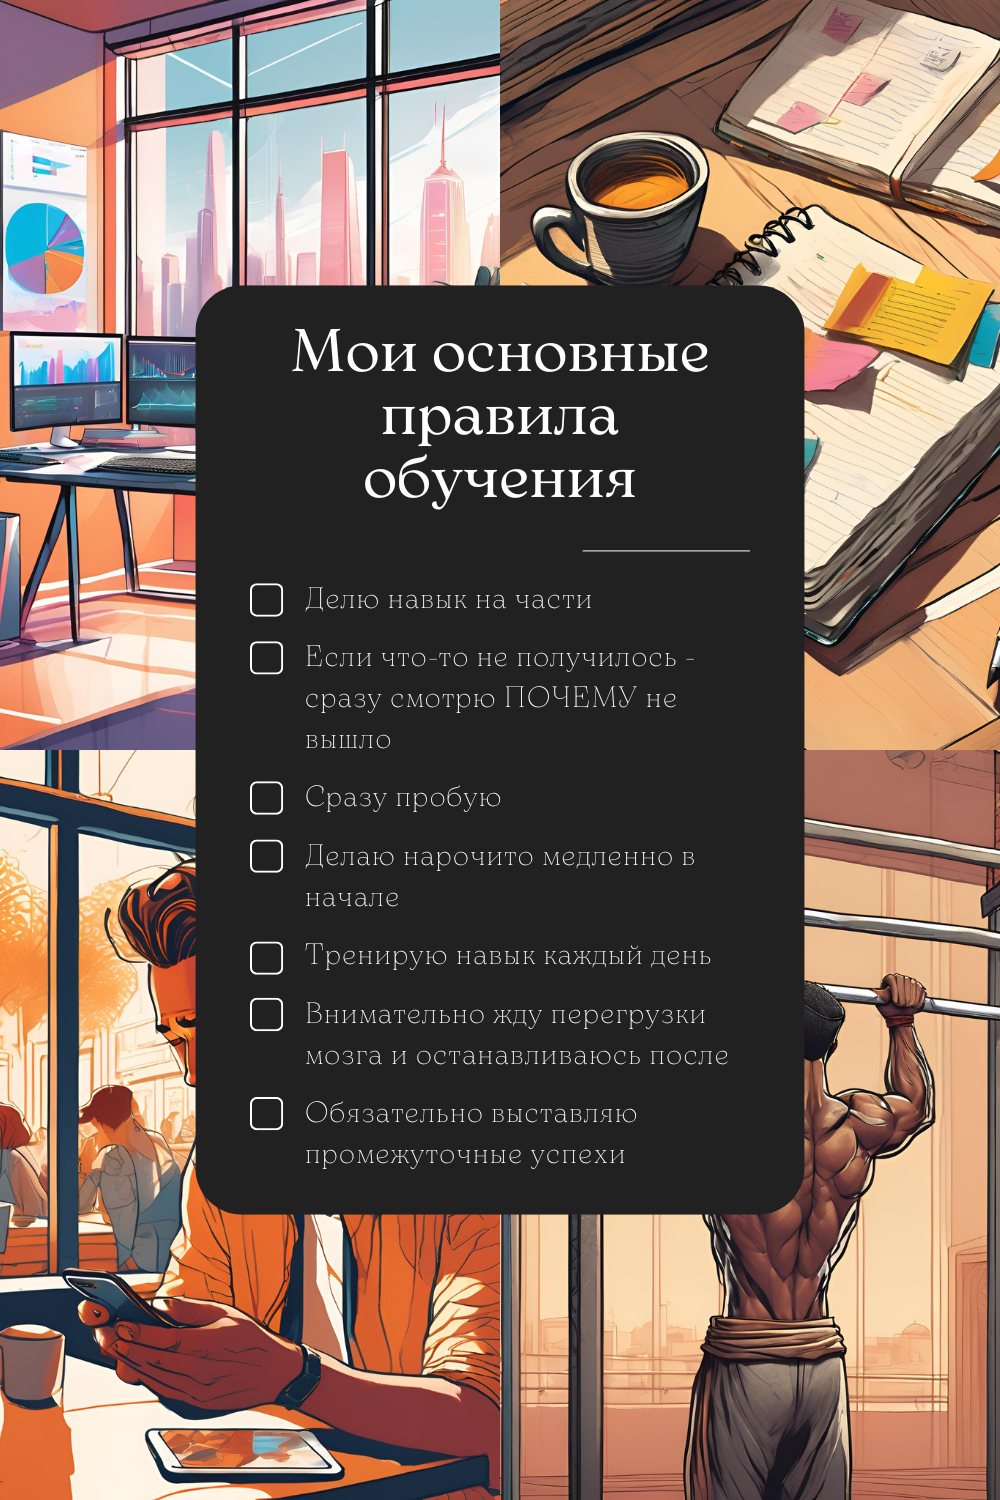 Мои основные
правила
обучения
Делю навык на части
Если что-то не получилось -
сразу смотрю ПОЧЕМУ не
вышло
Сразу пробую
Делаю нарочито медленно в
начале
Тренирую навык каждый день
Внимательно жду перегрузки
мозга и останавливаюсь после
Обязательно выставляю
промежуточные успехи